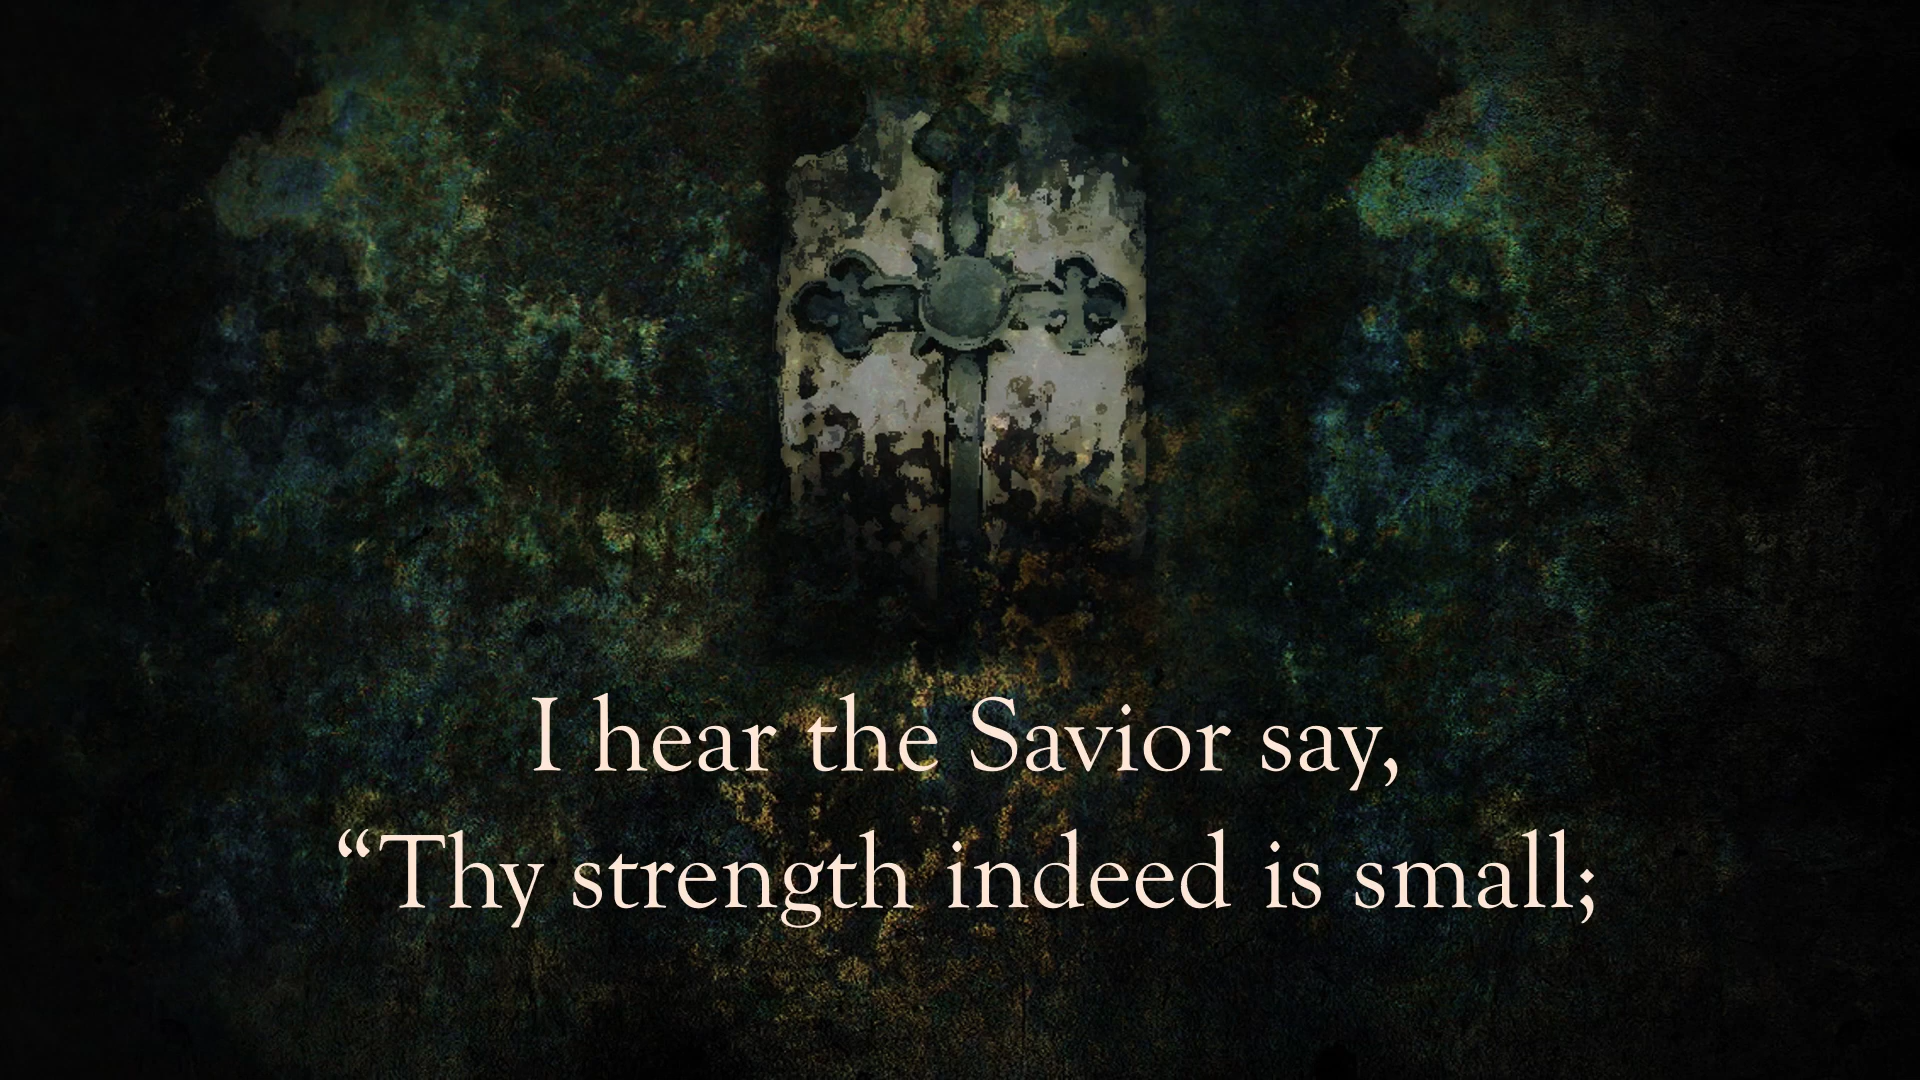 I hear the Savior say,
“Thy strength indeed is small;